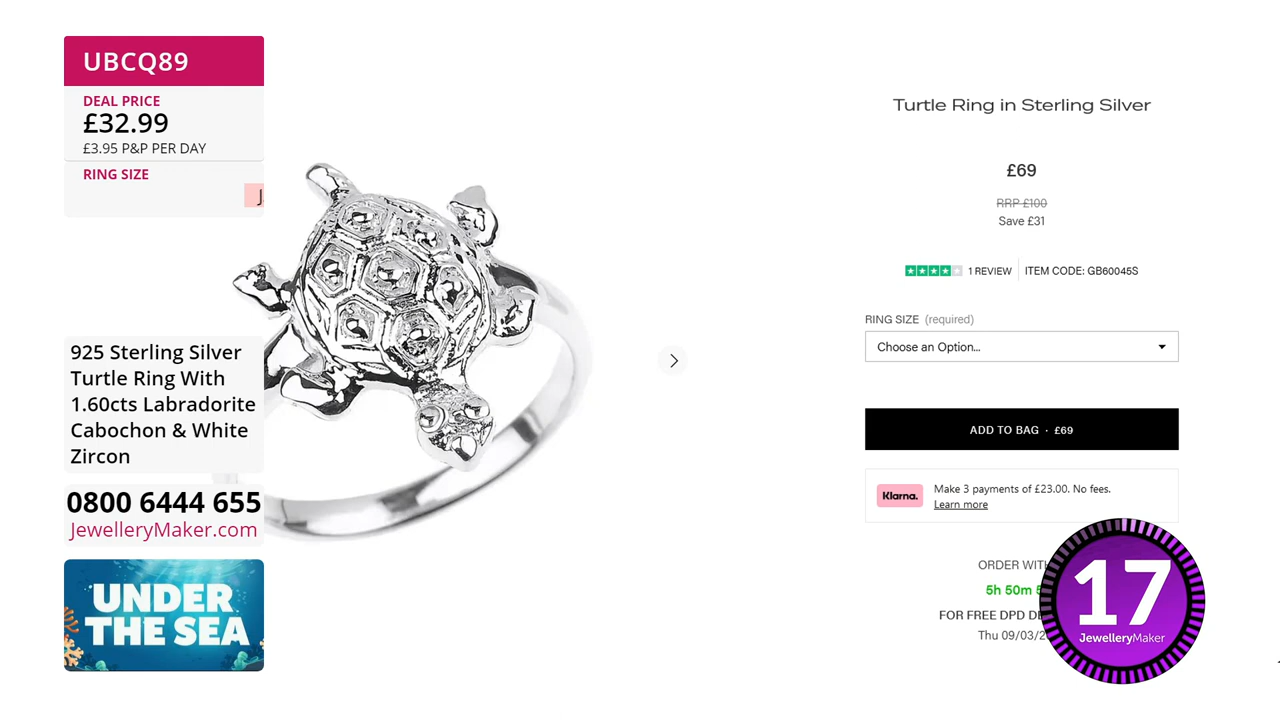 UBCQ89
DEAL PRICE
£32.99
£3.95 P&P PER DAY
RING SIZE
925 Sterling Silver
Turtle Ring With
1.60cts Labradorite
Cabochon & White
Zircon
0800 6444 655
JewelleryMaker.com
UNDER
THE SEA
Turtle Ring in Sterling Silver
£69
RRP £100
Save £31
1 REVIEW
ITEM CODE: GB60045S
RING SIZE (required)
Choose an Option...
ADD TO BAG · £69
Klarna.
Make 3 payments of £23.00. No fees.
Learn more
ORDER
5h 50m
FOR FREE DPD
Thu 09/03/2
17
JewelleryMaker